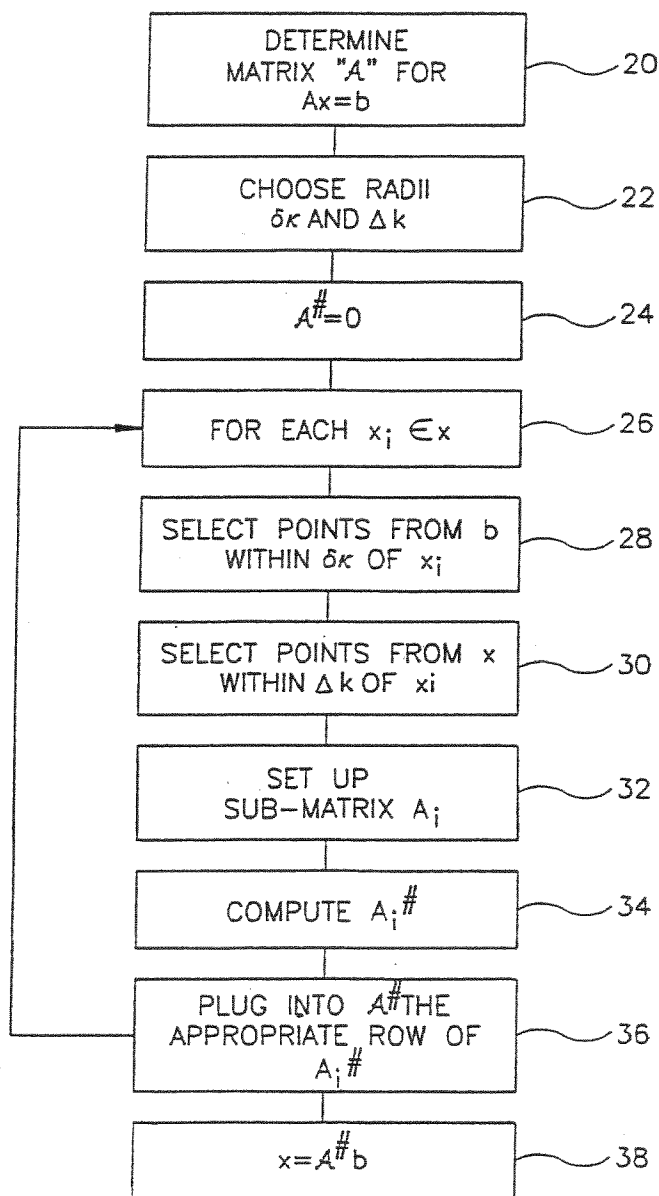 DETERMINE
MATRIX "A" FOR
Ax=b
20
CHOOSE RADII
δκ AND Δk
22
A#=0
24
FOR EACH xi ∈x
26
SELECT POINTS FROM b
WITHIN δκ OF xi
28
SELECT POINTS FROM x
WITHIN Δk OF xi
30
SET UP
SUB-MATRIX Ai
32
COMPUTE Ai#
34
PLUG INTO A# THE
APPROPRIATE ROW OF
Ai#
36
x=A#b
38